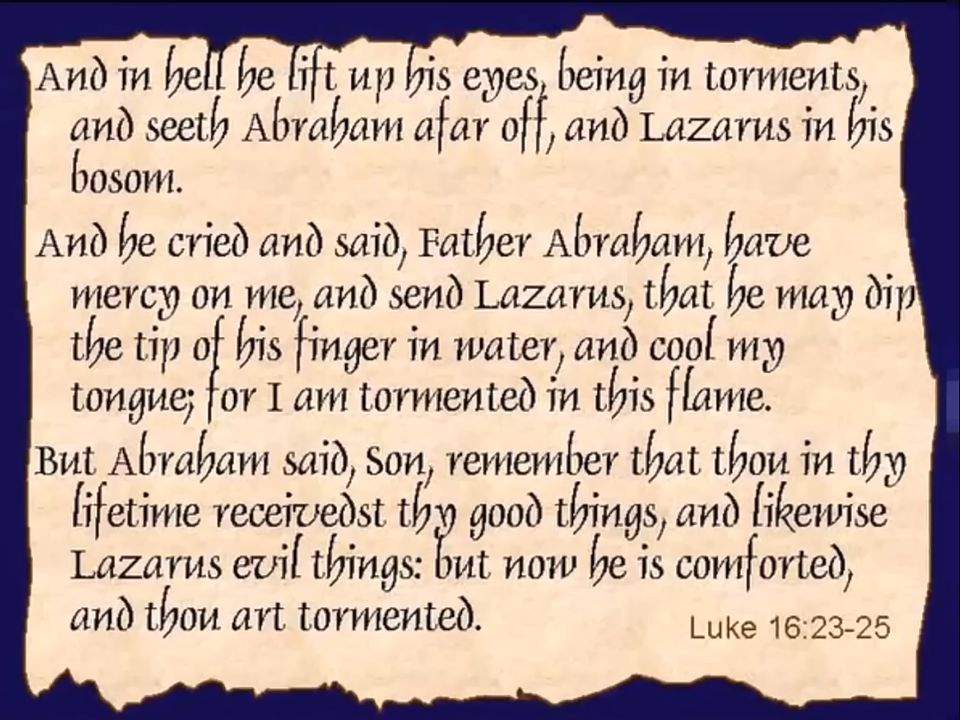 And in hell he lift up his eyes, being in torments,
and seeth Abraham afar off, and Lazarus in his
bosom.
And he cried and said, Father Abraham, have
mercy on me, and send Lazarus, that he may dip
the tip of his finger in water, and cool my
tongue; for I am tormented in this flame.
But Abraham said, Son, remember that thou in thy
lifetime receivedst thy good things, and likewise
Lazarus evil things: but now he is comforted,
and thou art tormented.
Luke 16:23-25